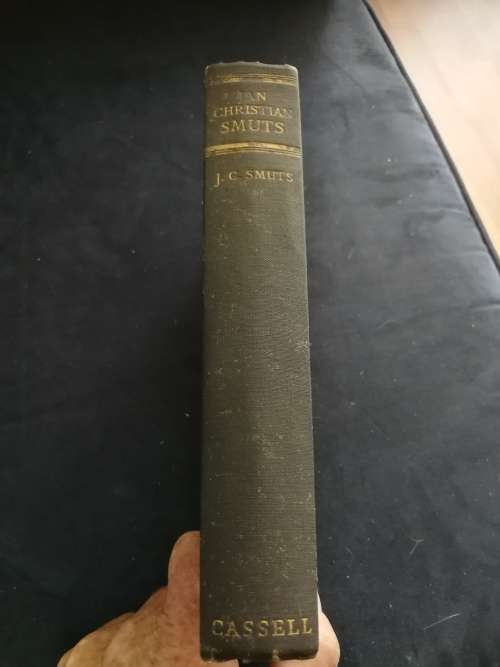 JAN
CHRISTIAN
SMUTS
J. C. SMUTS
CASSELL